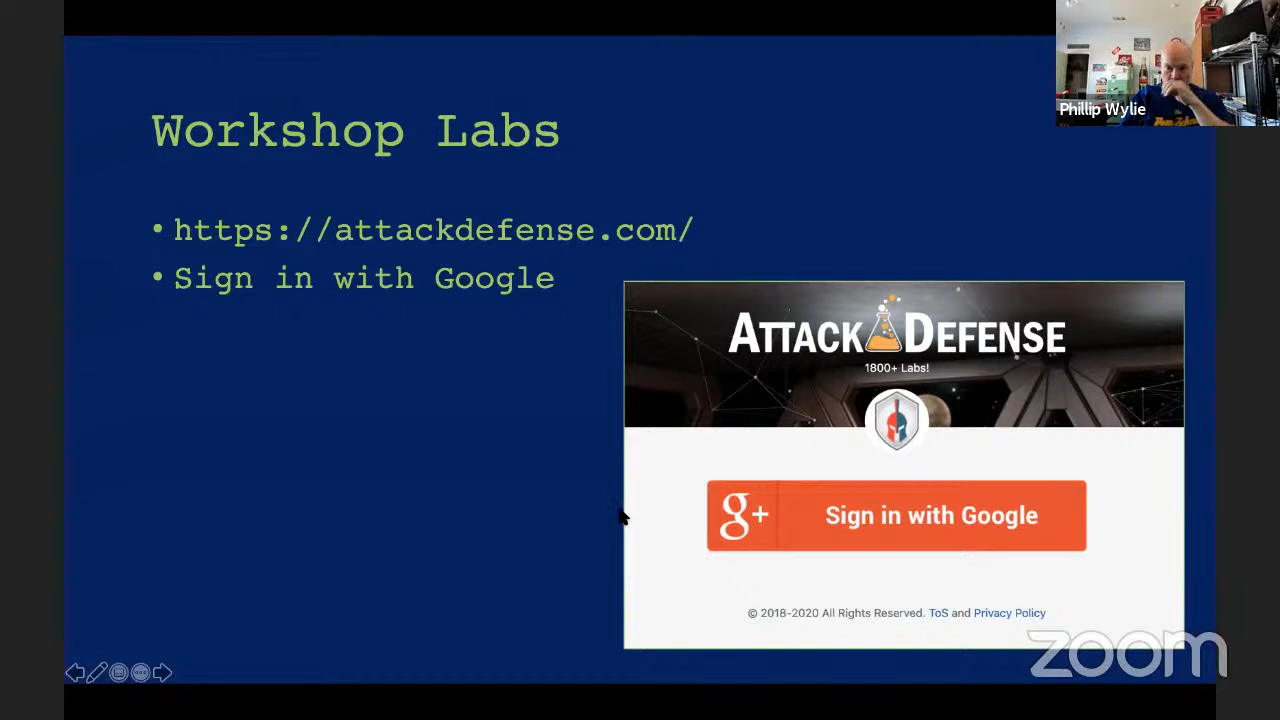 Workshop Labs
• https://attackdefense.com/
• Sign in with Google
ATTACK DEFENSE
1800+ Labs!
g+ Sign in with Google
© 2018-2020 All Rights Reserved. ToS and Privacy Policy
Phillip Wylie
zoom